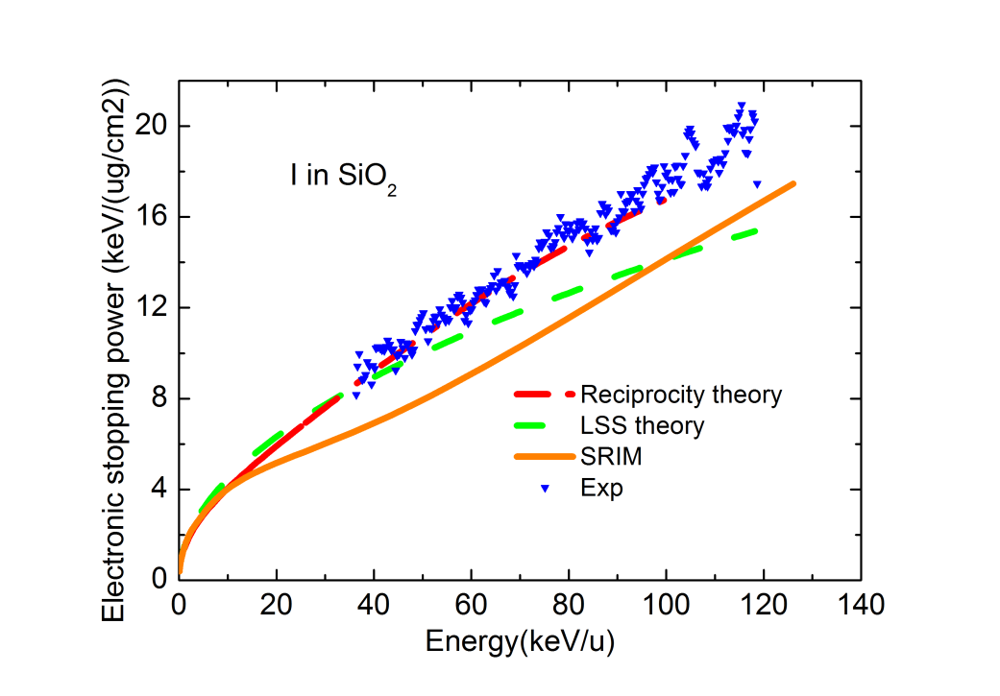 Electronic stopping power (keV/(ug/cm2))
20
16
12
8
4
0
I in SiO₂
Reciprocity theory
LSS theory
SRIM
Exp
0 20 40 60 80 100 120 140
Energy(keV/u)